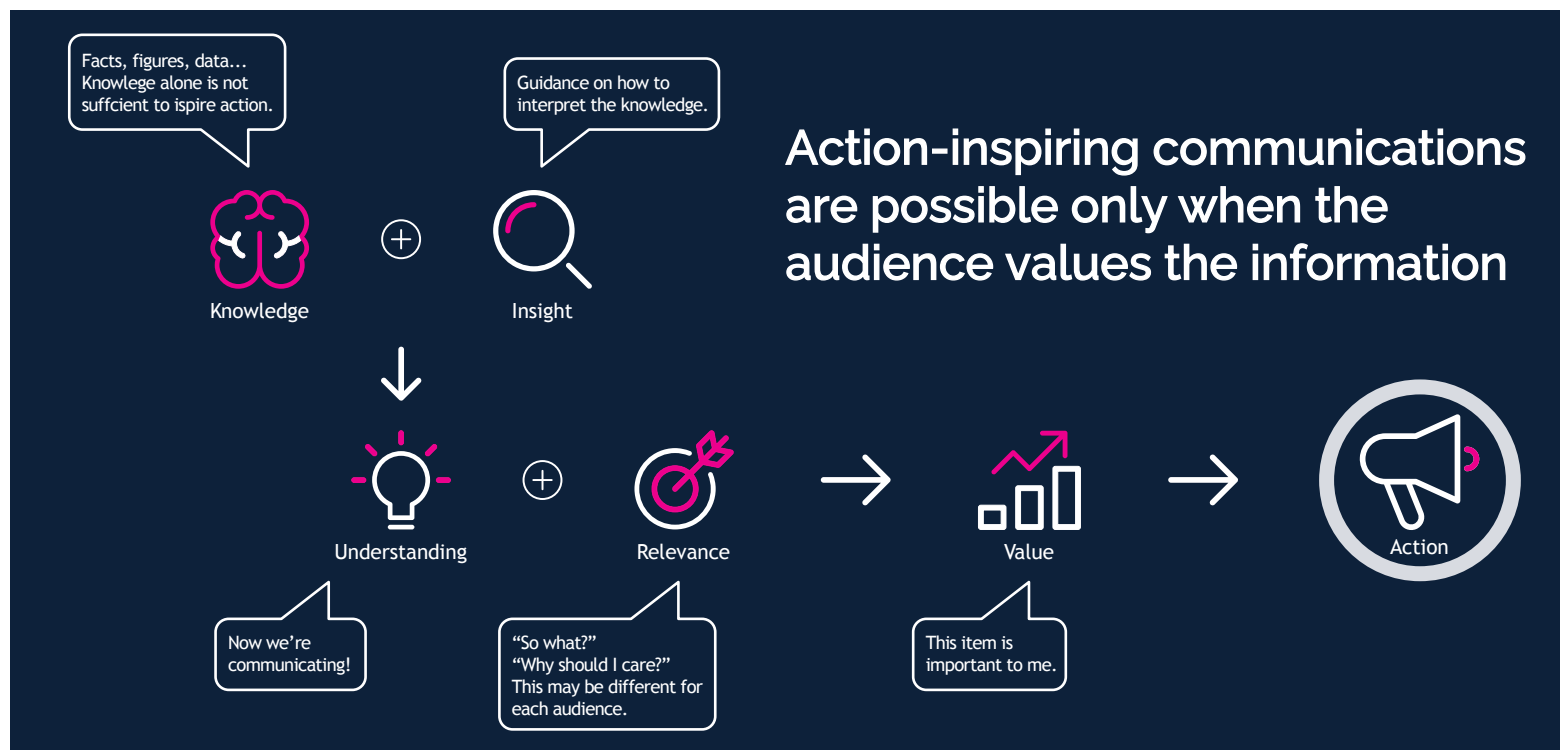 Facts, figures, data...
Knowlege alone is not
suffcient to ispire action.
Guidance on how to
interpret the knowledge.
Action-inspiring communications
are possible only when the
audience values the information
Knowledge
Insight
Understanding
Relevance
Value
Action
Now we’re
communicating!
“So what?”
“Why should I care?”
This may be different for
each audience.
This item is
important to me.